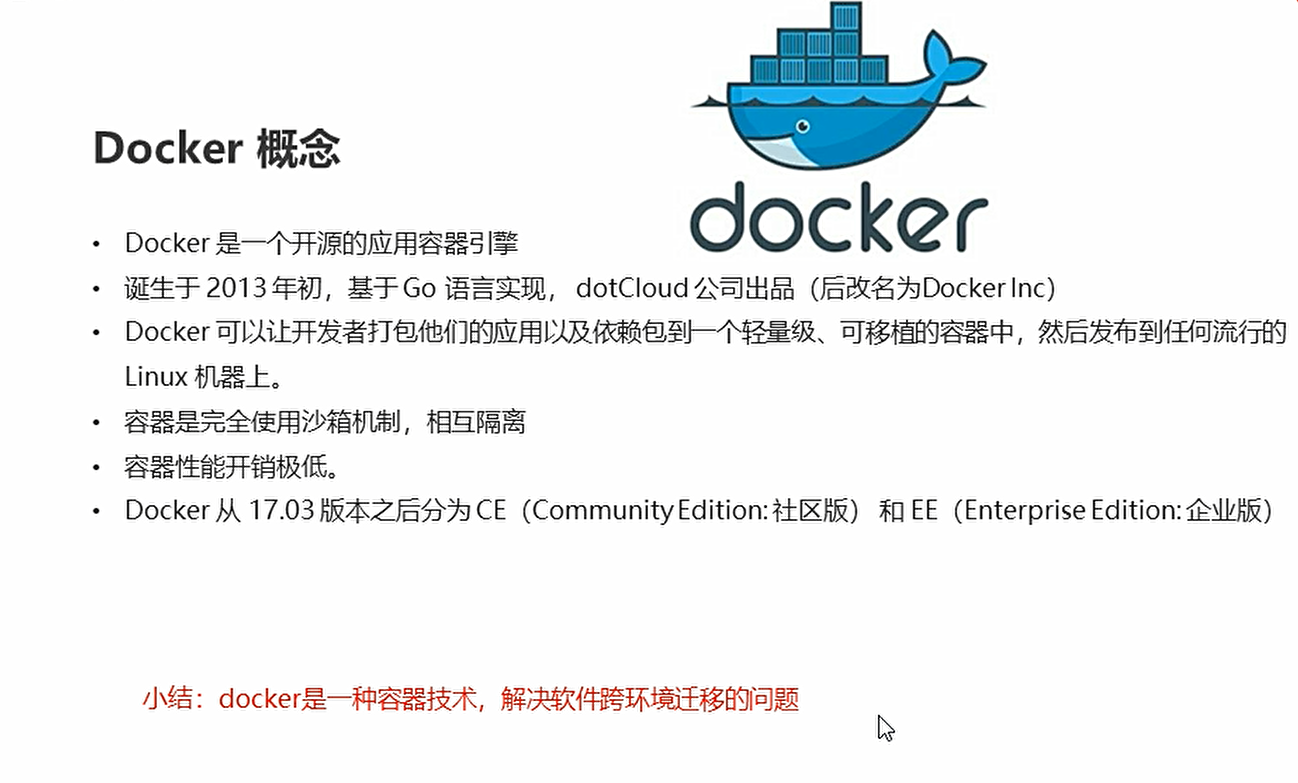 docker
Docker 概念
• Docker 是一个开源的应用容器引擎
• 诞生于 2013 年初，基于 Go 语言实现， dotCloud 公司出品（后改名为Docker Inc）
• Docker 可以让开发者打包他们的应用以及依赖包到一个轻量级、可移植的容器中，然后发布到任何流行的
Linux 机器上。
• 容器是完全使用沙箱机制，相互隔离
• 容器性能开销极低。
• Docker 从 17.03 版本之后分为 CE（Community Edition: 社区版） 和 EE（Enterprise Edition: 企业版）
小结：docker是一种容器技术，解决软件跨环境迁移的问题